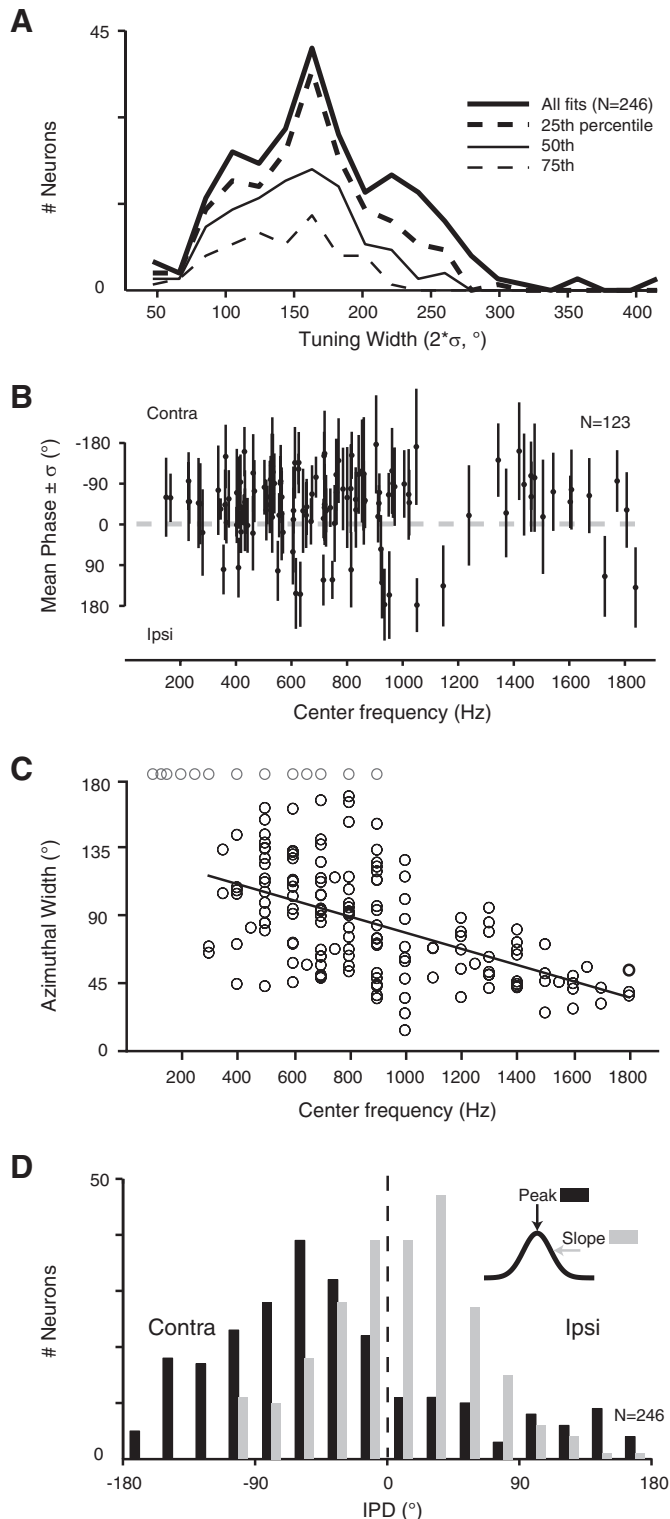 A
45
# Neurons
0
All fits (N=246)
25th percentile
50th
75th
50 100 150 200 250 300 350 400
Tuning Width (2*σ, °)
B
Contra
N=123
Mean Phase ± σ (°)
-180
-90
0
90
180
Ipsi
200 400 600 800 1000 1200 1400 1600 1800
Center frequency (Hz)
C
Azimuthal Width (°)
180
135
90
45
0
200 400 600 800 1000 1200 1400 1600 1800
Center frequency (Hz)
D
50
# Neurons
0
Peak
Slope
Contra
Ipsi
N=246
-180 -90 0 90 180
IPD (°)